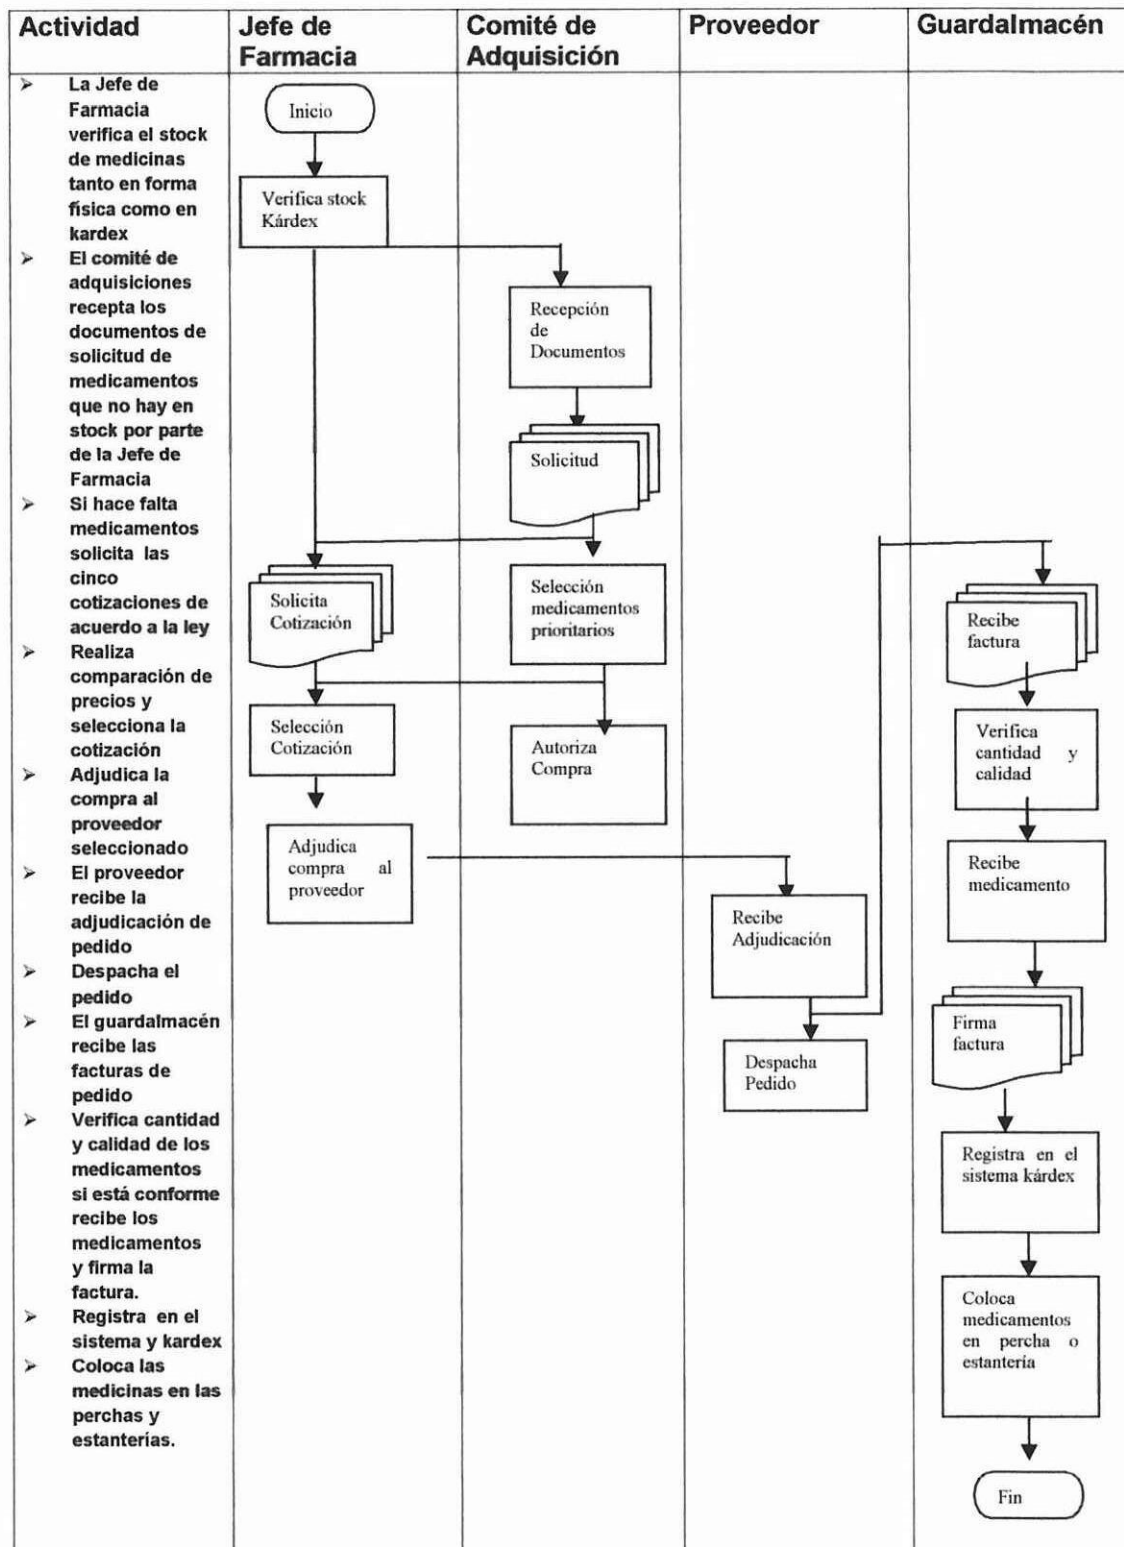 Actividad
Jefe de
Farmacia
Comité de
Adquisición
Proveedor
Guardalmacén
➢ La Jefe de
Farmacia
verifica el stock
de medicinas
tanto en forma
física como en
kardex
➢ El comité de
adquisiciones
recepta los
documentos de
solicitud de
medicamentos
que no hay en
stock por parte
de la Jefe de
Farmacia
➢ Si hace falta
medicamentos
solicita las
cinco
cotizaciones de
acuerdo a la ley
➢ Realiza
comparación de
precios y
selecciona la
cotización
➢ Adjudica la
compra al
proveedor
seleccionado
➢ El proveedor
recibe la
adjudicación de
pedido
➢ Despacha el
pedido
➢ El guardalmacén
recibe las
facturas de
pedido
➢ Verifica cantidad
y calidad de los
medicamentos
si está conforme
recibe los
medicamentos
y firma la
factura.
➢ Registra en el
sistema y kardex
➢ Coloca las
medicinas en las
perchas y
estanterías.
Inicio
Verifica stock
Kárdex
Solicita
Cotización
Selección
Cotización
Adjudica
compra al
proveedor
Recepción
de
Documentos
Solicitud
Selección
medicamentos
prioritarios
Autoriza
Compra
Recibe
Adjudicación
Despacha
Pedido
Recibe
factura
Verifica
cantidad y
calidad
Recibe
medicamento
Firma
factura
Registra en el
sistema kárdex
Coloca
medicamentos
en percha o
estantería
Fin